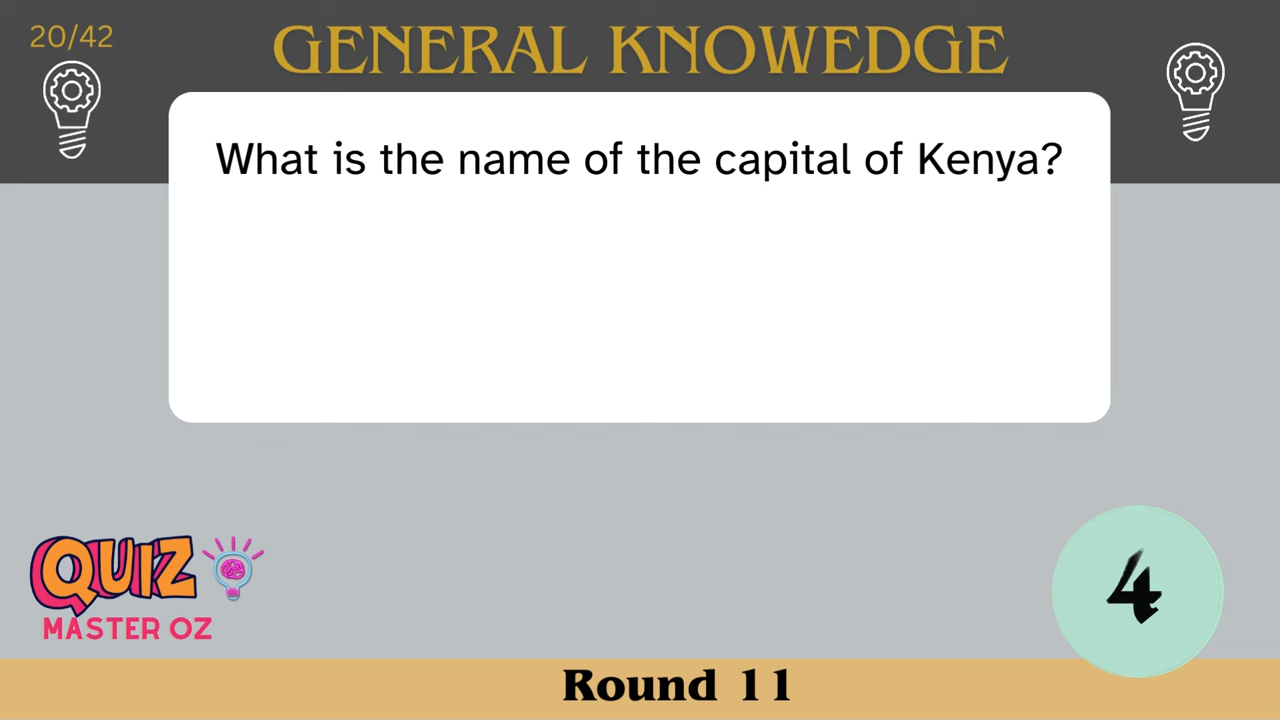 20/42
GENERAL KNOWEDGE
What is the name of the capital of Kenya?
QUIZ
MASTER OZ
4
Round 11